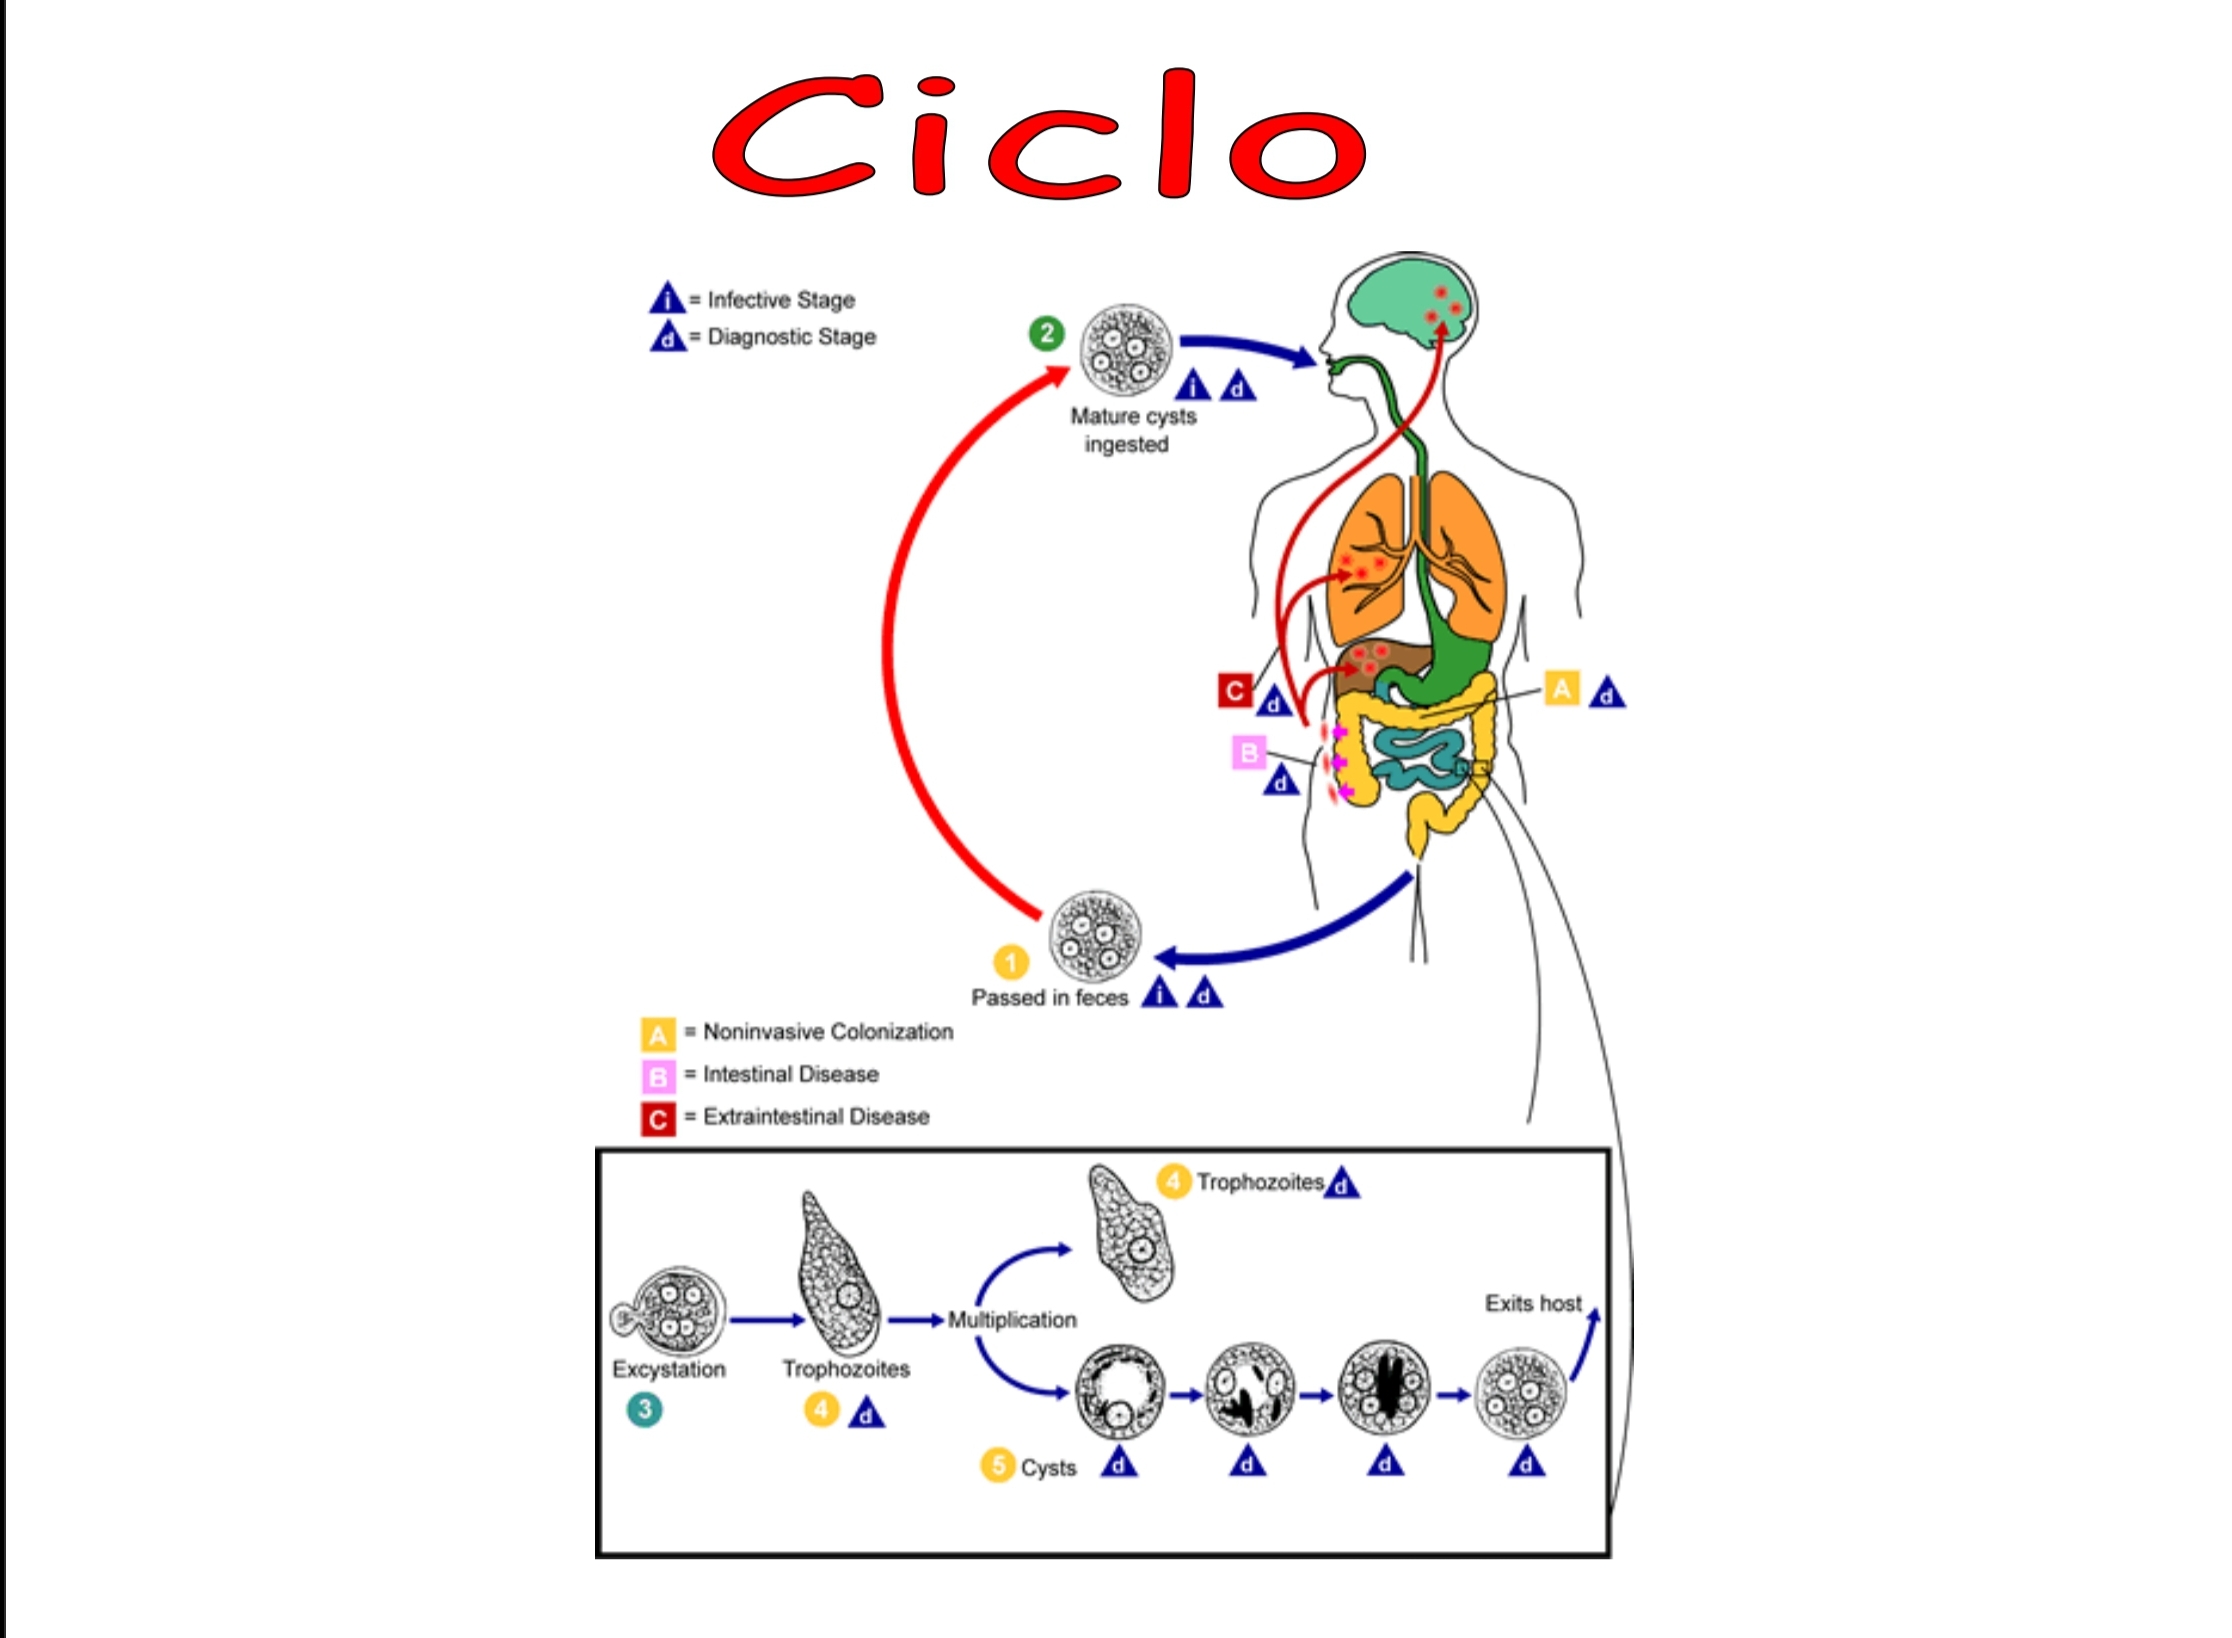 Ciclo
i = Infective Stage
d = Diagnostic Stage
2
i d
Mature cysts
ingested
C d
A d
B d
1
Passed in feces i d
A = Noninvasive Colonization
B = Intestinal Disease
C = Extraintestinal Disease
4 Trophozoites d
Exits host
Multiplication
Excystation
3
Trophozoites
4 d
5 Cysts d d d d